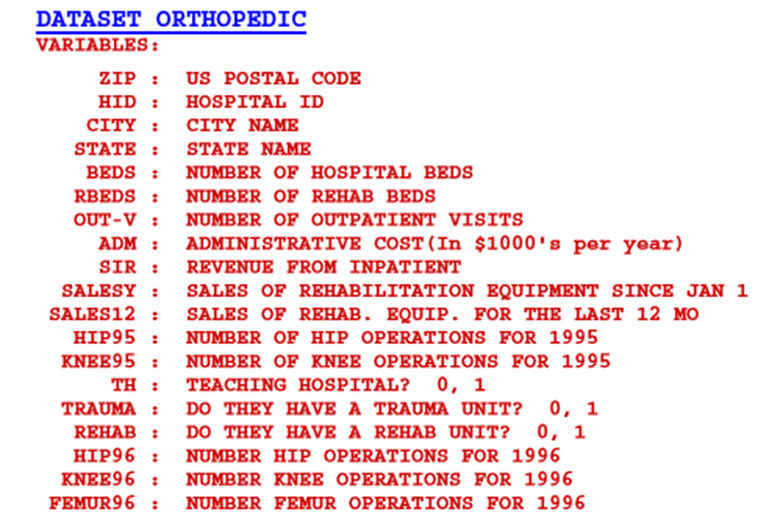 DATASET ORTHOPEDIC
VARIABLES:
ZIP : US POSTAL CODE
HID : HOSPITAL ID
CITY : CITY NAME
STATE : STATE NAME
BEDS : NUMBER OF HOSPITAL BEDS
RBEDS : NUMBER OF REHAB BEDS
OUT-V : NUMBER OF OUTPATIENT VISITS
ADM : ADMINISTRATIVE COST(In $1000's per year)
SIR : REVENUE FROM INPATIENT
SALESY : SALES OF REHABILITATION EQUIPMENT SINCE JAN 1
SALES12 : SALES OF REHAB. EQUIP. FOR THE LAST 12 MO
HIP95 : NUMBER OF HIP OPERATIONS FOR 1995
KNEE95 : NUMBER OF KNEE OPERATIONS FOR 1995
TH : TEACHING HOSPITAL? 0, 1
TRAUMA : DO THEY HAVE A TRAUMA UNIT? 0, 1
REHAB : DO THEY HAVE A REHAB UNIT? 0, 1
HIP96 : NUMBER HIP OPERATIONS FOR 1996
KNEE96 : NUMBER KNEE OPERATIONS FOR 1996
FEMUR96 : NUMBER FEMUR OPERATIONS FOR 1996